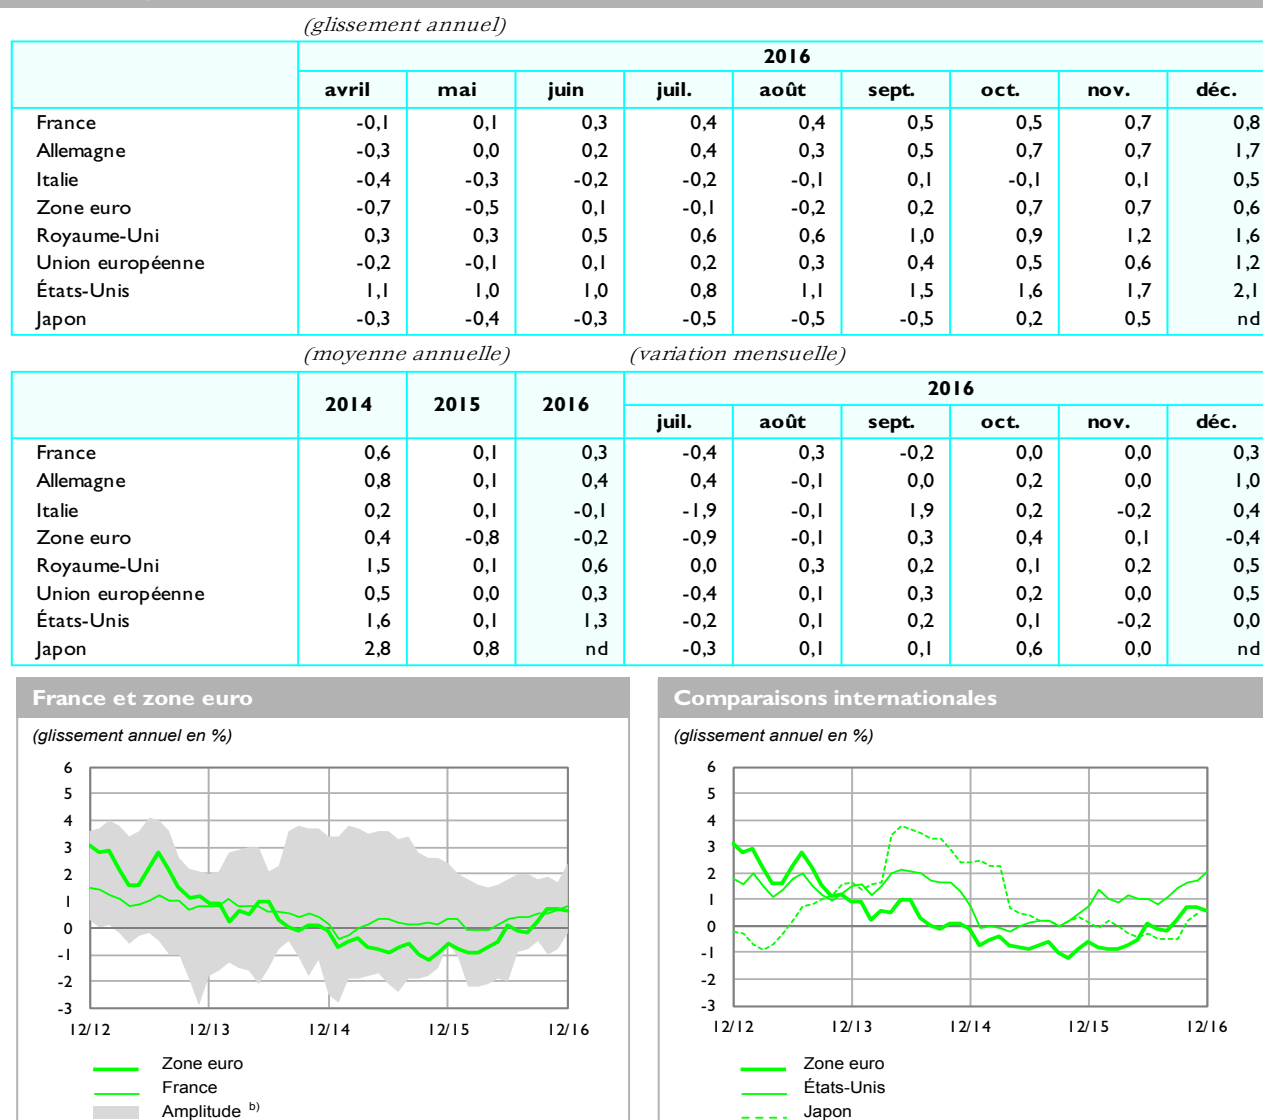 (glissement annuel)
2016
avril mai juin juil. août sept. oct. nov. déc.
France -0,1 0,1 0,3 0,4 0,4 0,5 0,5 0,7 0,8
Allemagne -0,3 0,0 0,2 0,4 0,3 0,5 0,7 0,7 1,7
Italie -0,4 -0,3 -0,2 -0,2 -0,1 0,1 -0,1 0,1 0,5
Zone euro -0,7 -0,5 0,1 -0,1 -0,2 0,2 0,7 0,7 0,6
Royaume-Uni 0,3 0,3 0,5 0,6 0,6 1,0 0,9 1,2 1,6
Union européenne -0,2 -0,1 0,1 0,2 0,3 0,4 0,5 0,6 1,2
États-Unis 1,1 1,0 1,0 0,8 1,1 1,5 1,6 1,7 2,1
Japon -0,3 -0,4 -0,3 -0,5 -0,5 -0,5 0,2 0,5 nd
(moyenne annuelle) (variation mensuelle)
2014 2015 2016 2016
juil. août sept. oct. nov. déc.
France 0,6 0,1 0,3 -0,4 0,3 -0,2 0,0 0,0 0,3
Allemagne 0,8 0,1 0,4 0,4 -0,1 0,0 0,2 0,0 1,0
Italie 0,2 0,1 -0,1 -1,9 -0,1 1,9 0,2 -0,2 0,4
Zone euro 0,4 -0,8 -0,2 -0,9 -0,1 0,3 0,4 0,1 -0,4
Royaume-Uni 1,5 0,1 0,6 0,0 0,3 0,2 0,1 0,2 0,5
Union européenne 0,5 0,0 0,3 -0,4 0,1 0,3 0,2 0,0 0,5
États-Unis 1,6 0,1 1,3 -0,2 0,1 0,2 0,1 -0,2 0,0
Japon 2,8 0,8 nd -0,3 0,1 0,1 0,6 0,0 nd
France et zone euro
(glissement annuel en %)
6
5
4
3
2
1
0
-1
-2
-3
12/12 12/13 12/14 12/15 12/16
Zone euro
France
Amplitude b)
Comparaisons internationales
(glissement annuel en %)
6
5
4
3
2
1
0
-1
-2
-3
12/12 12/13 12/14 12/15 12/16
Zone euro
États-Unis
Japon